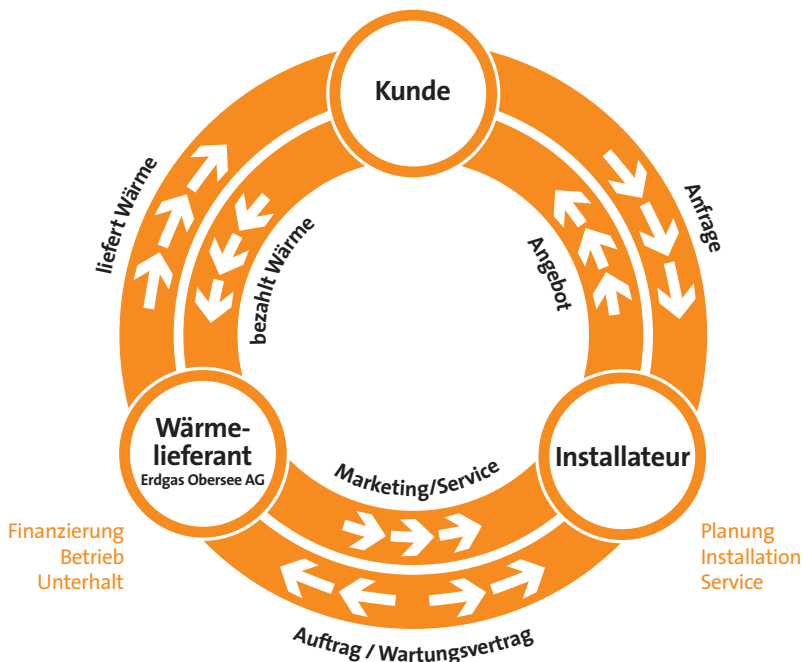 Kunde
liefert Wärme
bezahlt Wärme
Angebot
Anfrage
Wärme-
lieferant
Erdgas Obersee AG
Installateur
Marketing/Service
Finanzierung
Betrieb
Unterhalt
Planung
Installation
Service
Auftrag / Wartungsvertrag